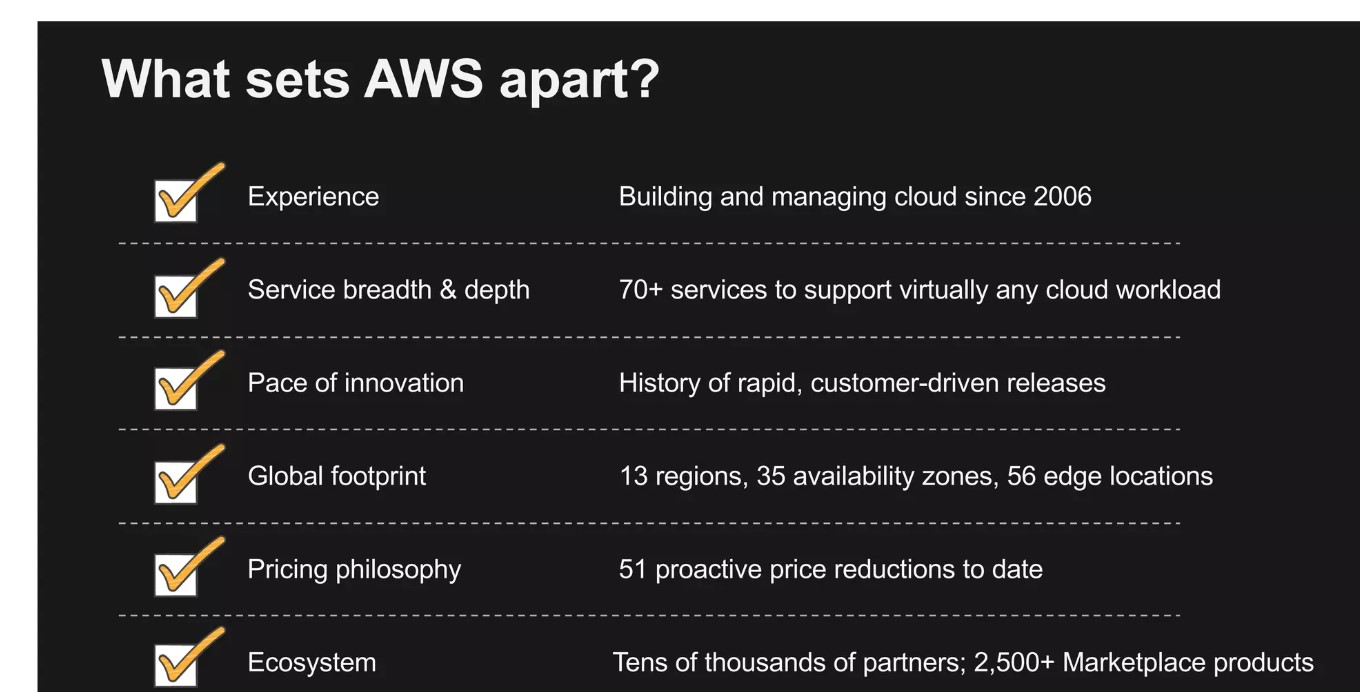 What sets AWS apart?
Experience Building and managing cloud since 2006
Service breadth & depth 70+ services to support virtually any cloud workload
Pace of innovation History of rapid, customer-driven releases
Global footprint 13 regions, 35 availability zones, 56 edge locations
Pricing philosophy 51 proactive price reductions to date
Ecosystem Tens of thousands of partners; 2,500+ Marketplace products